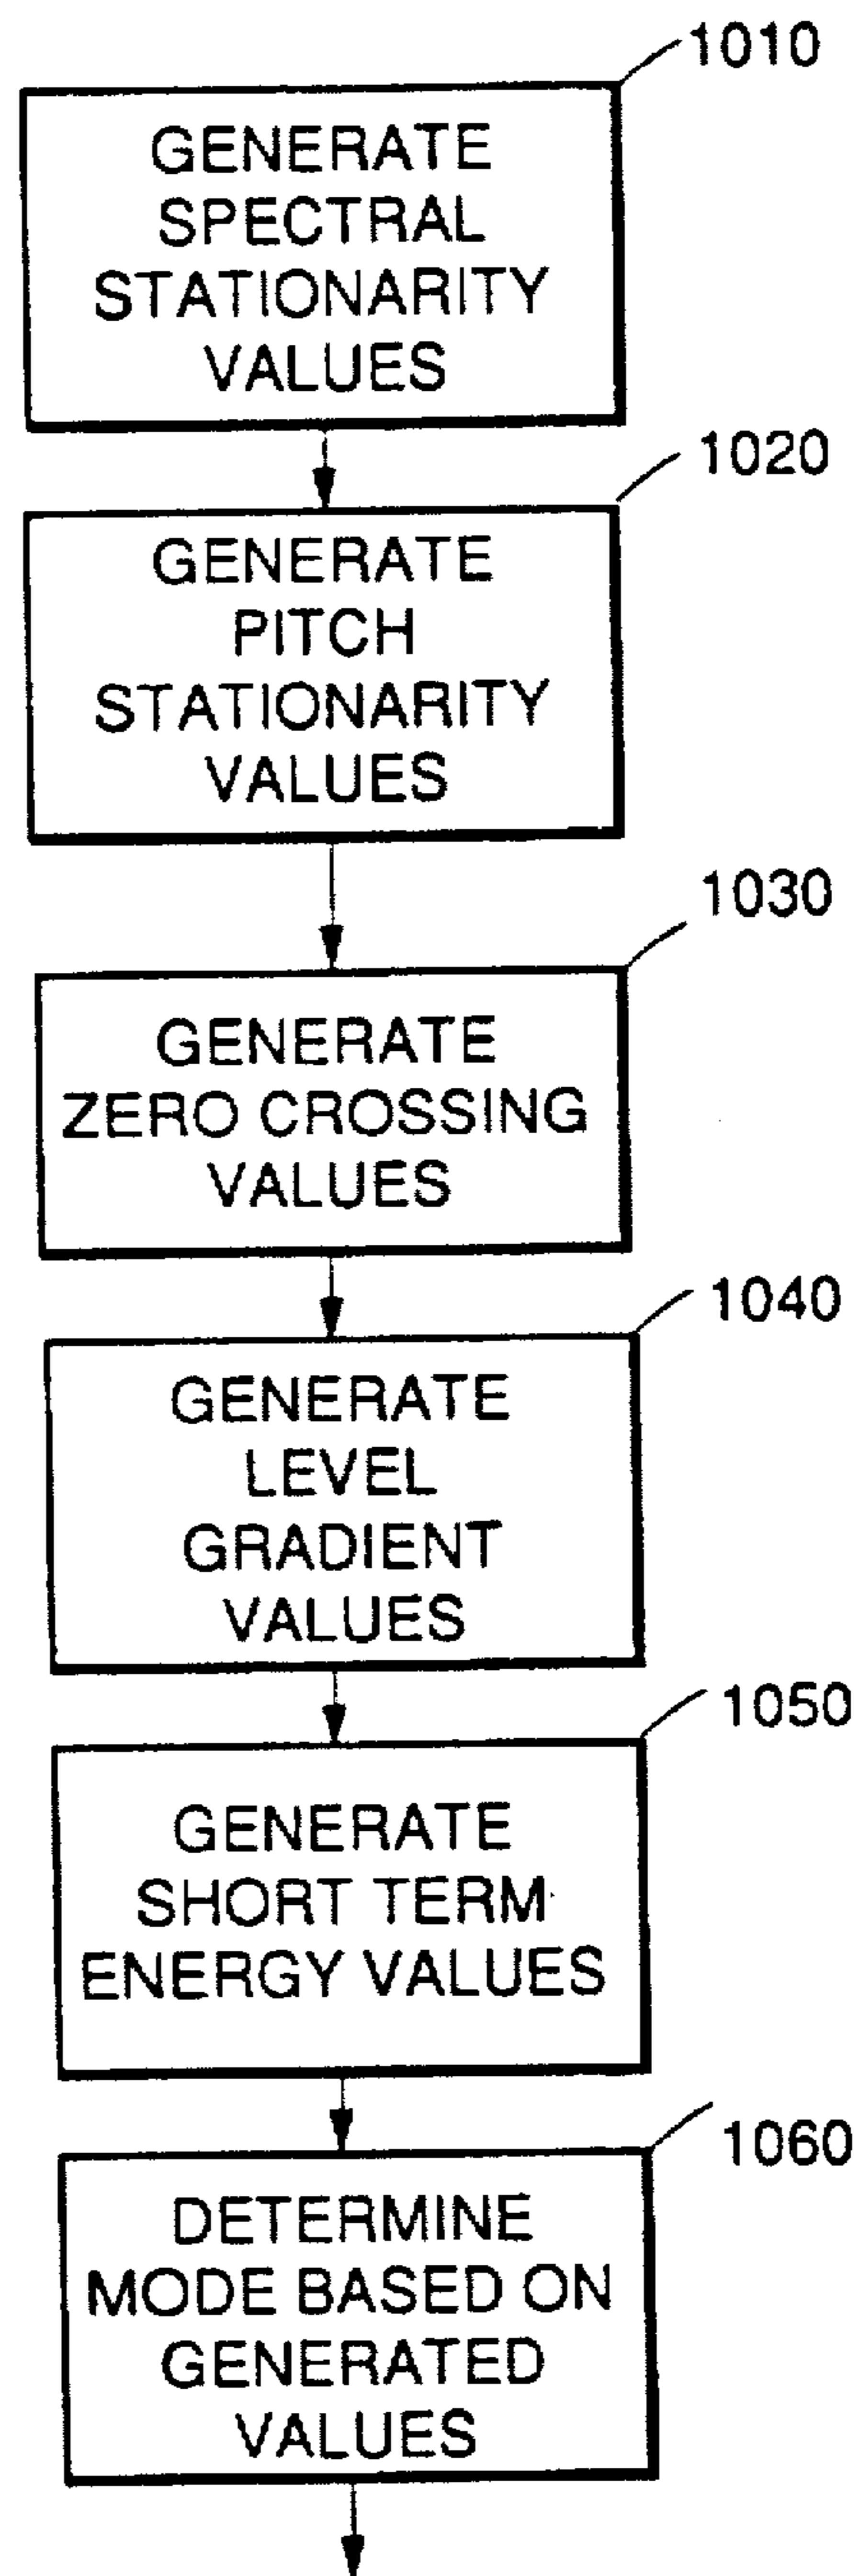 1010
GENERATE
SPECTRAL
STATIONARITY
VALUES
1020
GENERATE
PITCH
STATIONARITY
VALUES
1030
GENERATE
ZERO CROSSING
VALUES
1040
GENERATE
LEVEL
GRADIENT
VALUES
1050
GENERATE
SHORT TERM
ENERGY VALUES
1060
DETERMINE
MODE BASED ON
GENERATED
VALUES